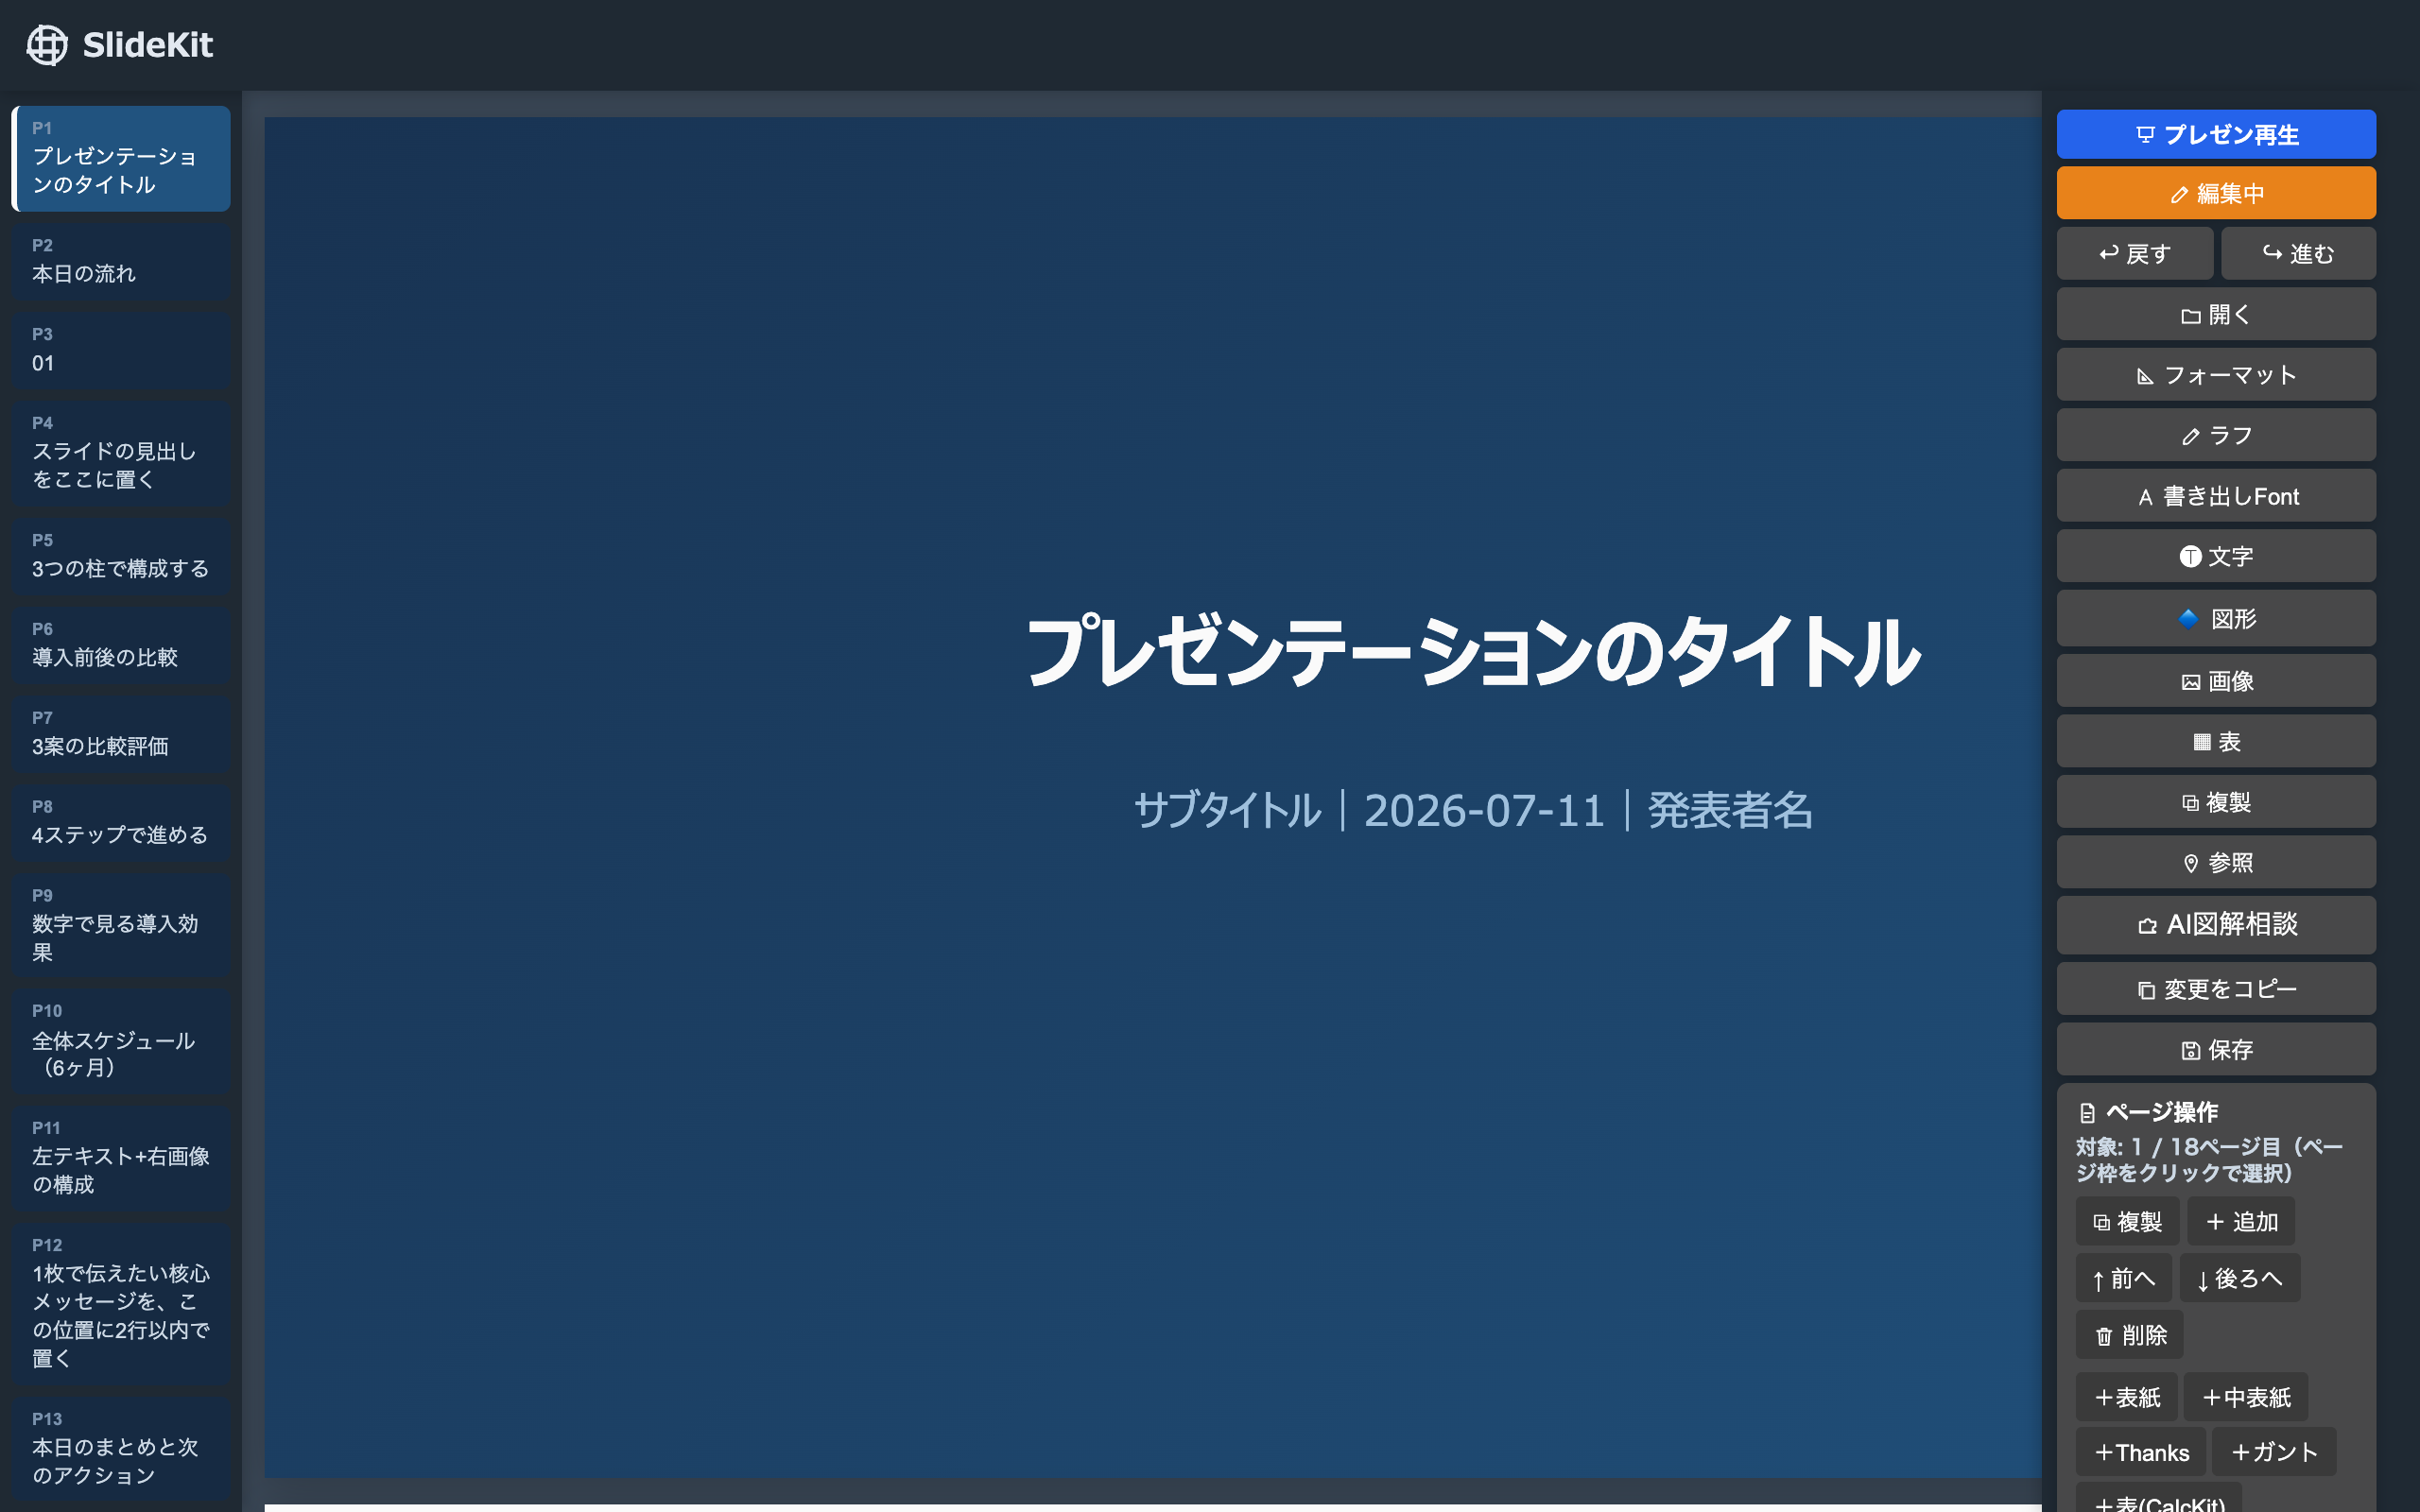 SlideKit
P1
プレゼンテーショ
ンのタイトル
P2
本日の流れ
P3
01
P4
スライドの見出し
をここに置く
P5
3つの柱で構成する
P6
導入前後の比較
P7
3案の比較評価
P8
4ステップで進める
P9
数字で見る導入効
果
P10
全体スケジュール
（6ヶ月）
P11
左テキスト+右画像
の構成
P12
1枚で伝えたい核心
メッセージを、こ
の位置に2行以内で
置く
P13
本日のまとめと次
のアクション
プレゼンテーションのタイトル
サブタイトル｜2026-07-11｜発表者名
プレゼン再生
編集中
戻す
進む
開く
フォーマット
ラフ
A 書き出しFont
T 文字
図形
画像
表
複製
参照
AI図解相談
変更をコピー
保存
ページ操作
対象: 1 / 18ページ目（ペー
ジ枠をクリックで選択）
複製
＋ 追加
↑ 前へ
↓ 後ろへ
削除
＋表紙
＋中表紙
＋Thanks
＋ガント
＋表(CalcKit)